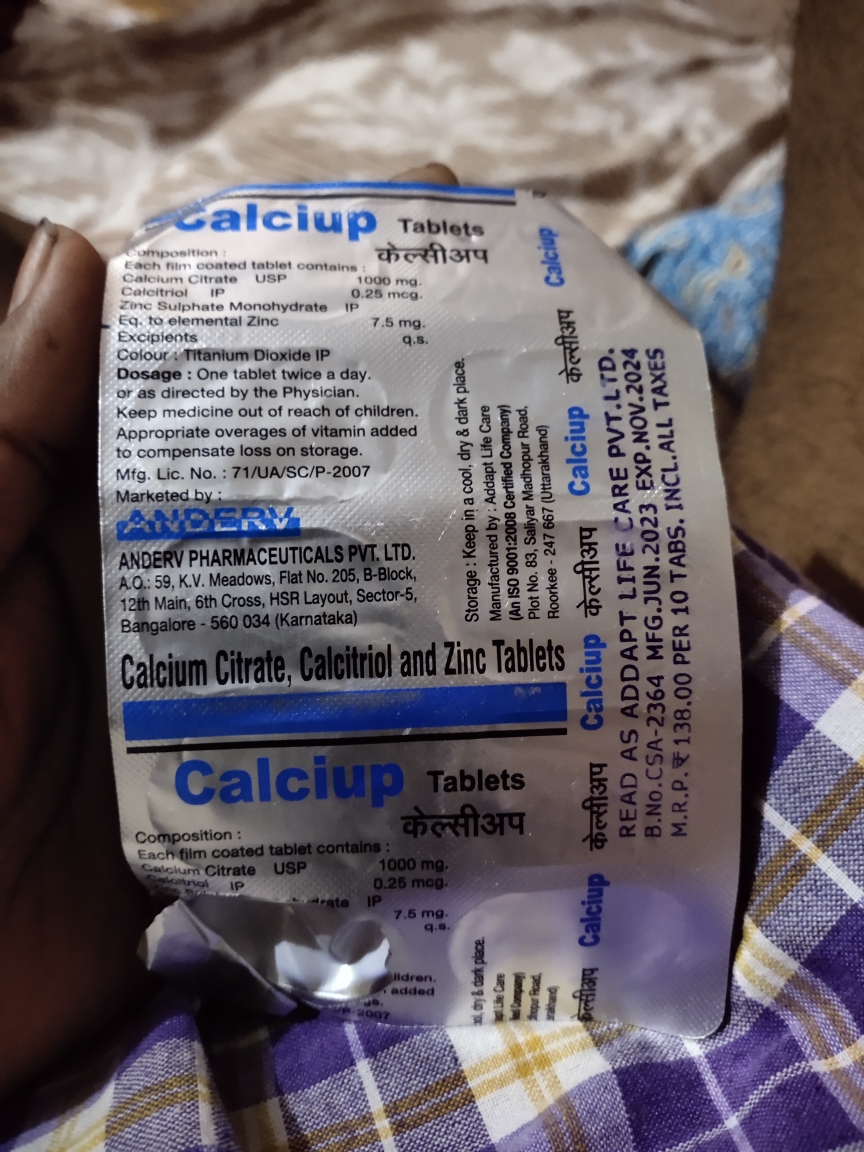 Calciup Tablets
केल्सीअप
Composition :
Each film coated tablet contains :
Calcium Citrate USP 1000 mg.
Calcitriol IP 0.25 mcg.
Zinc Sulphate Monohydrate IP
Eq. to elemental Zinc 7.5 mg.
Excipients q.s.
Colour : Titanium Dioxide IP
Dosage : One tablet twice a day.
or as directed by the Physician.
Keep medicine out of reach of children.
Appropriate overages of vitamin added
to compensate loss on storage.
Mfg. Lic. No. : 71/UA/SC/P-2007
Marketed by :
ANDERV
ANDERV PHARMACEUTICALS PVT. LTD.
A.O.: 59, K.V. Meadows, Flat No. 205, B-Block,
12th Main, 6th Cross, HSR Layout, Sector-5,
Bangalore - 560 034 (Karnataka)
Storage : Keep in a cool, dry & dark place.
Manufactured by : Addapt Life Care
(An ISO 9001:2008 Certified Company)
Plot No. 83, Saliyar Madhopur Road,
Roorkee - 247 667 (Uttarakhand)
Calcium Citrate, Calcitriol and Zinc Tablets
Calciup Tablets
केल्सीअप
Composition :
Each film coated tablet contains :
Calcium Citrate USP 1000 mg.
Calcitriol IP 0.25 mcg.
IP
7.5 mg.
q.s.
added
dry & dark place.
Life Care
Road,
केल्सीअप Calciup केल्सीअप Calciup केल्सीअप Calciup केल्सीअप Calciup
READ AS ADDAPT LIFE CARE PVT.LTD.
B.No.CSA-2364 MFG.JUN.2023 EXP.NOV.2024
M.R.P.₹ 138.00 PER 10 TABS. INCL.ALL TAXES